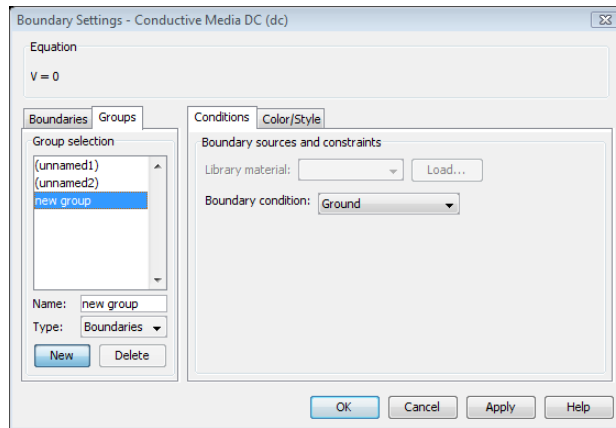 Boundary Settings - Conductive Media DC (dc)
Equation
V = 0
Boundaries Groups
Group selection
(unnamed1)
(unnamed2)
new group
Name: new group
Type: Boundaries
New Delete
Conditions Color/Style
Boundary sources and constraints
Library material: Load...
Boundary condition: Ground
OK Cancel Apply Help